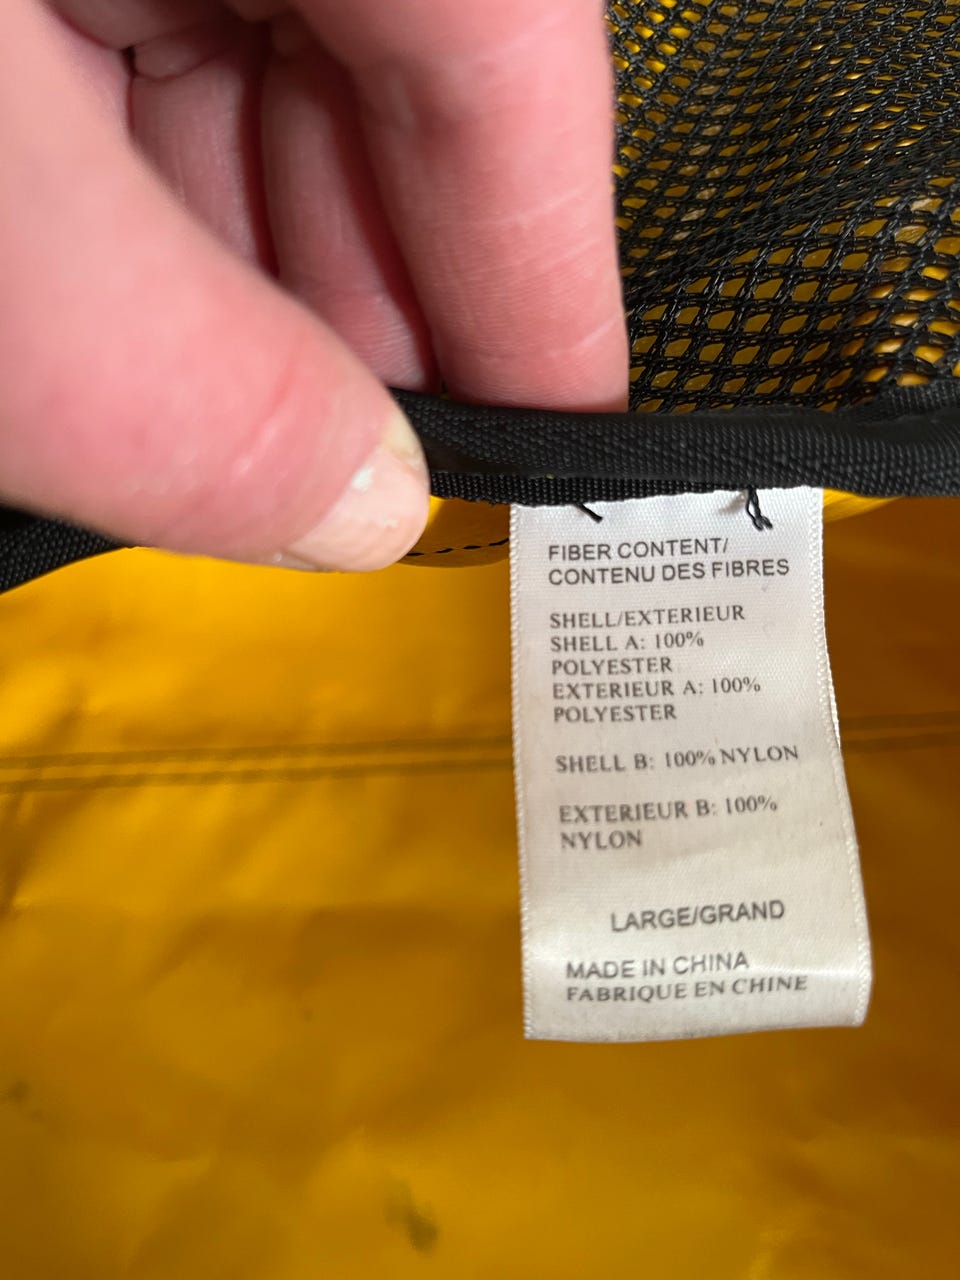 FIBER CONTENT/
CONTENU DES FIBRES
SHELL/EXTERIEUR
SHELL A: 100%
POLYESTER
EXTERIEUR A: 100%
POLYESTER
SHELL B: 100% NYLON
EXTERIEUR B: 100%
NYLON
LARGE/GRAND
MADE IN CHINA
FABRIQUE EN CHINE